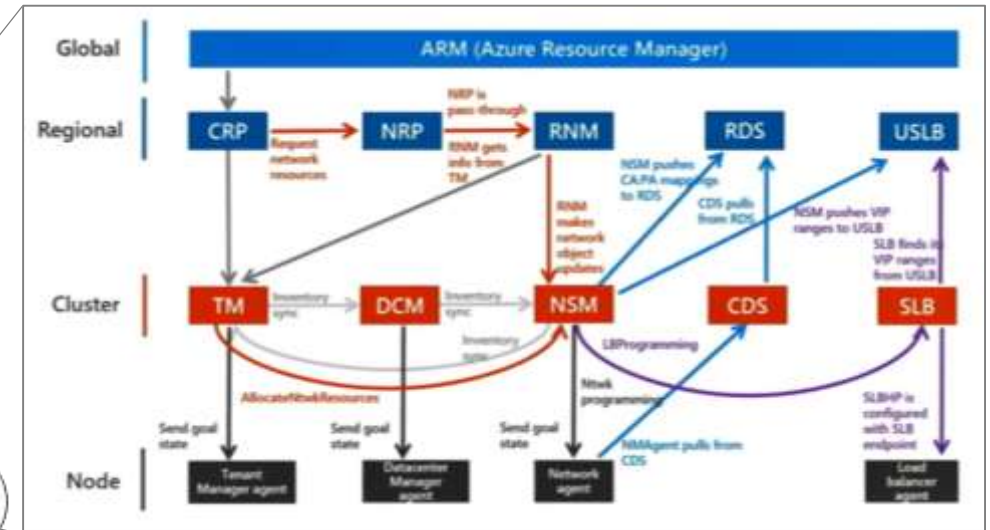 Global
ARM (Azure Resource Manager)
Regional
CRP
Request
network
resources
NRP
NRP is
pass-through
RNM gets
info from
TM
RNM
RDS
USLB
NSM pushes
CA:PA mappings
to RDS
CDS pulls
from RDS
NSM pushes VIP
ranges to USLB
SLB finds it
VIP ranges
from USLB
RNM
makes
network
object
updates
Cluster
TM
Inventory
sync
DCM
Inventory
sync
NSM
CDS
SLB
Inventory
sync
LBProgramming
AllocateNtwkResources
Ntwk
programming
SLBHP is
configured
with SLB
endpoint
Send goal
state
Send goal
state
Send goal
state
NMAgent pulls from
CDS
Node
Tenant
Manager agent
Datacenter
Manager
agent
Network
agent
Load
balancer
agent